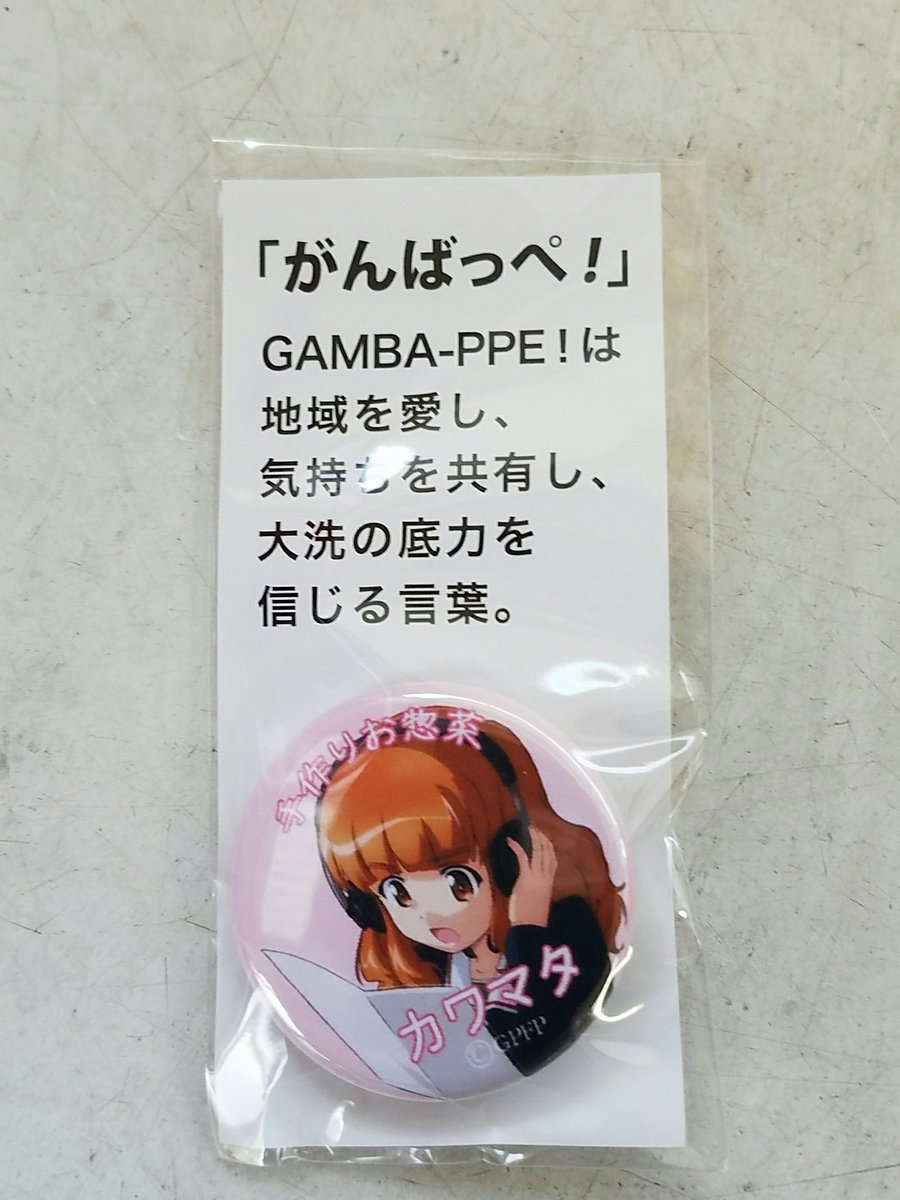 「がんばっぺ!」
GAMBA-PPE!は
地域を愛し、
気持ちを共有し、
大洗の底力を
信じる言葉。
手作りお惣菜
カワマタ
©GPFP